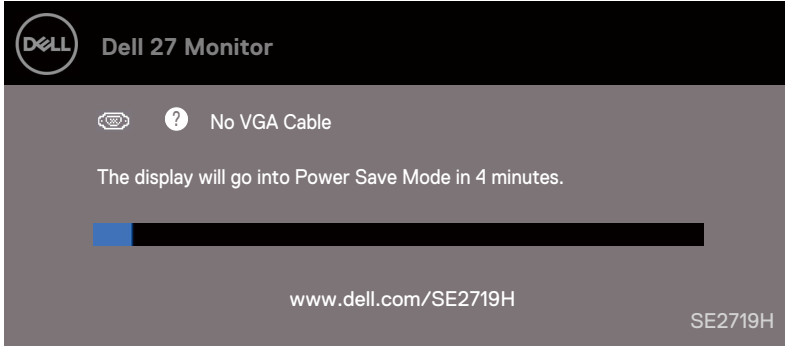 DELL
Dell 27 Monitor
? No VGA Cable
The display will go into Power Save Mode in 4 minutes.
www.dell.com/SE2719H
SE2719H